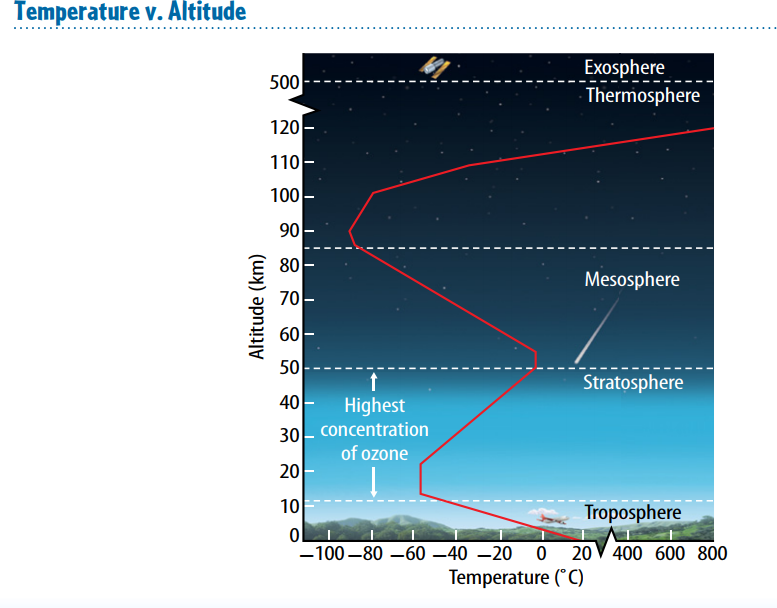 Temperature v. Altitude
Exosphere
500
Thermosphere
120
110
100
90
80
Mesosphere
70
60
50
Stratosphere
40
Highest
concentration
of ozone
30
20
10
Troposphere
0
Altitude (km)
−100 −80 −60 −40 −20 0 20 400 600 800
Temperature (°C)